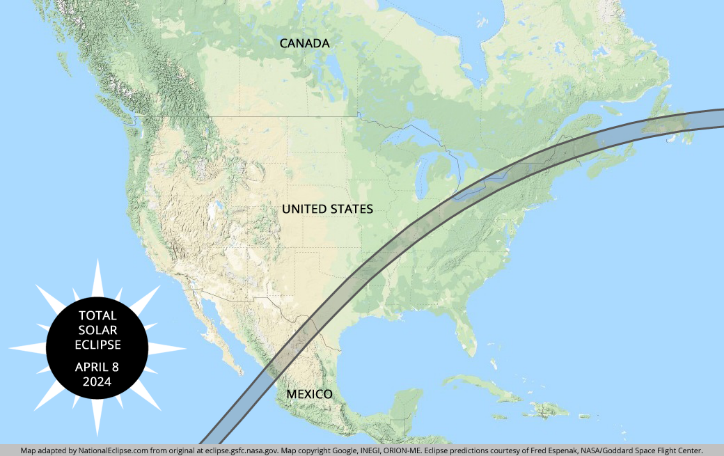 CANADA
UNITED STATES
TOTAL
SOLAR
ECLIPSE
APRIL 8
2024
MEXICO
Map adapted by NationalEclipse.com from original at eclipse.gsfc.nasa.gov. Map copyright Google, INEGI, ORION-ME. Eclipse predictions courtesy of Fred Espenak, NASA/Goddard Space Flight Center.